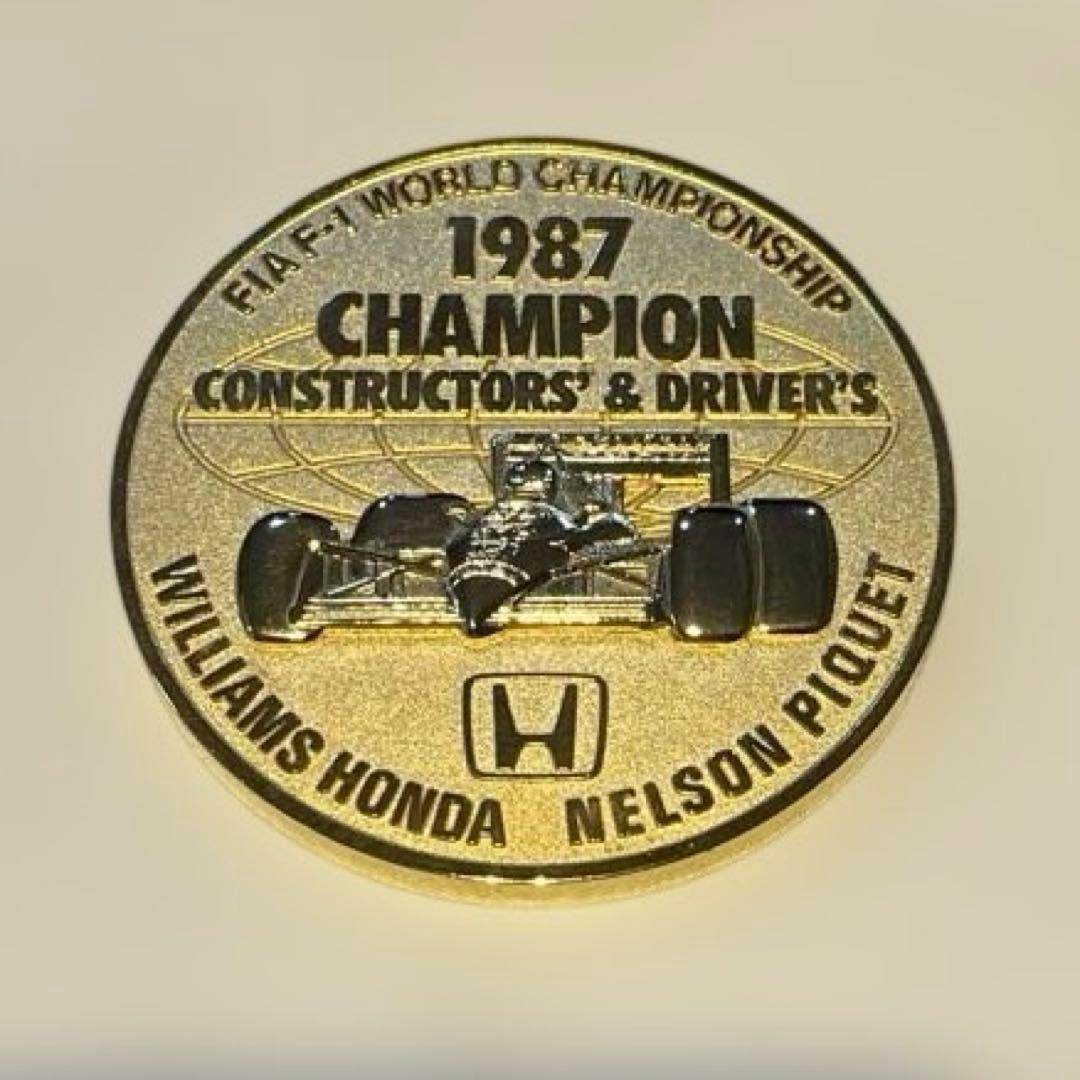 FIA F-1 WORLD CHAMPIONSHIP
1987
CHAMPION
CONSTRUCTORS' & DRIVER'S
WILLIAMS HONDA
NELSON PIQUET